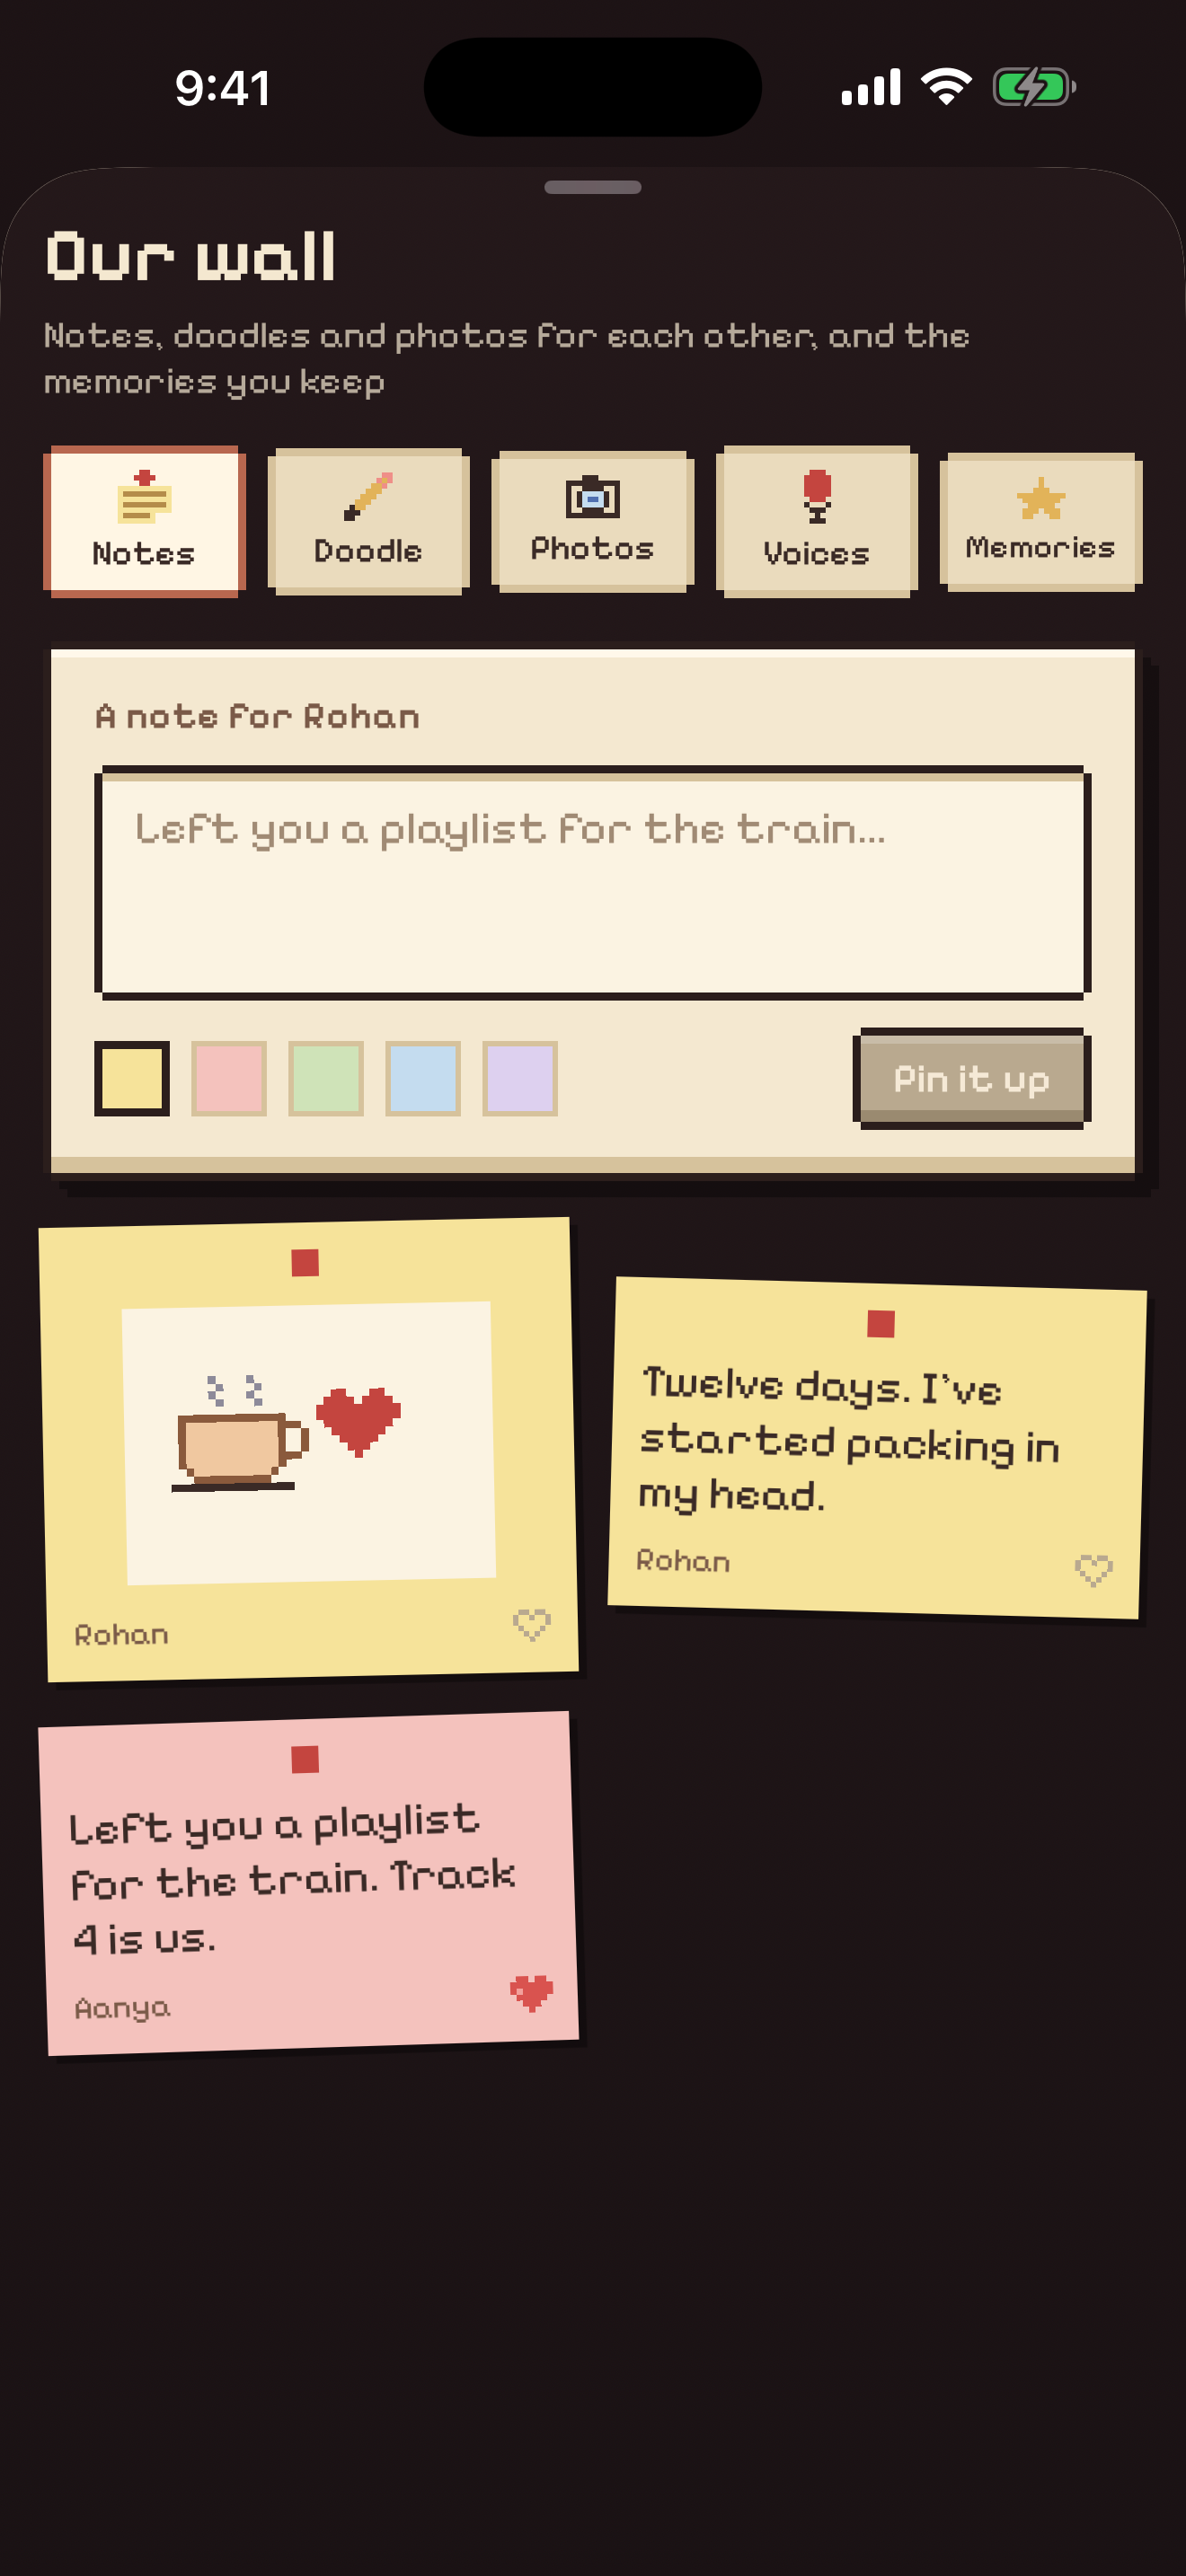 9:41
Our wall
Notes, doodles and photos for each other, and the
memories you keep
Notes
Doodle
Photos
Voices
Memories
A note for Rohan
Left you a playlist for the train...
Pin it up
Rohan
Twelve days. I've
started packing in
my head.
Rohan
Left you a playlist
for the train. Track
4 is us.
Aanya